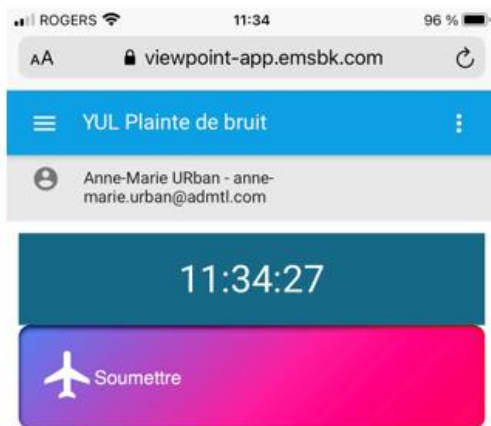 ROGERS 11:34 96 %
AA viewpoint-app.emsbk.com
YUL Plainte de bruit
Anne-Marie URban - anne-
marie.urban@admtl.com
11:34:27
Soumettre